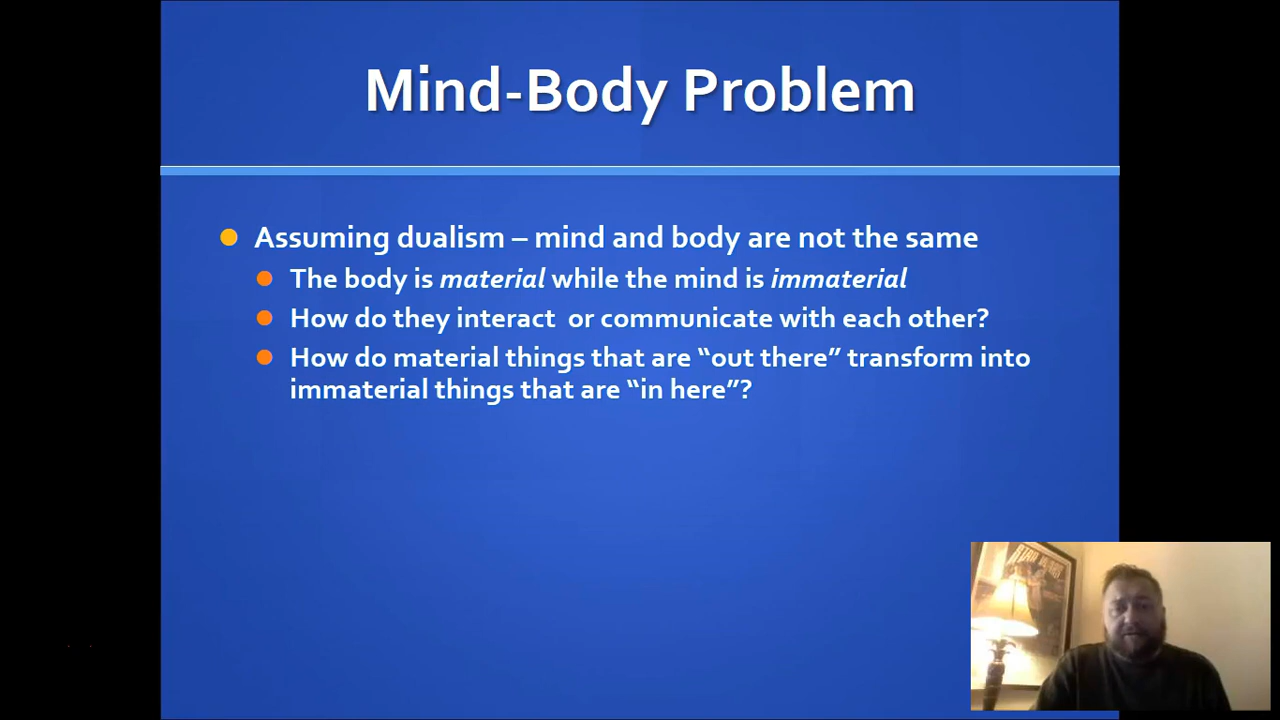 Mind-Body Problem
Assuming dualism – mind and body are not the same
The body is material while the mind is immaterial
How do they interact  or communicate with each other?
How do material things that are “out there” transform into
immaterial things that are “in here”?